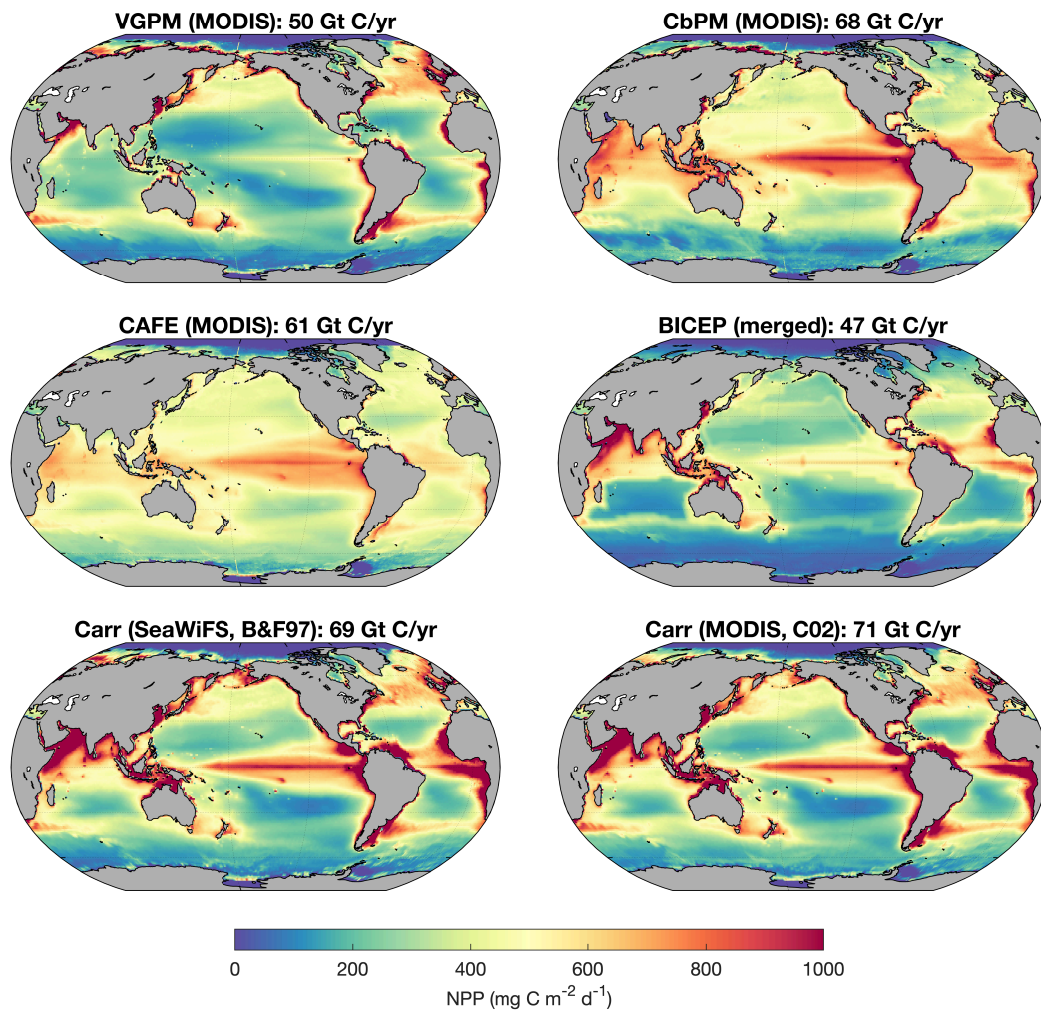 VGPM (MODIS): 50 Gt C/yr
CbPM (MODIS): 68 Gt C/yr
CAFE (MODIS): 61 Gt C/yr
BICEP (merged): 47 Gt C/yr
Carr (SeaWiFS, B&F97): 69 Gt C/yr
Carr (MODIS, C02): 71 Gt C/yr
0 200 400 600 800 1000
NPP (mg C m⁻² d⁻¹)